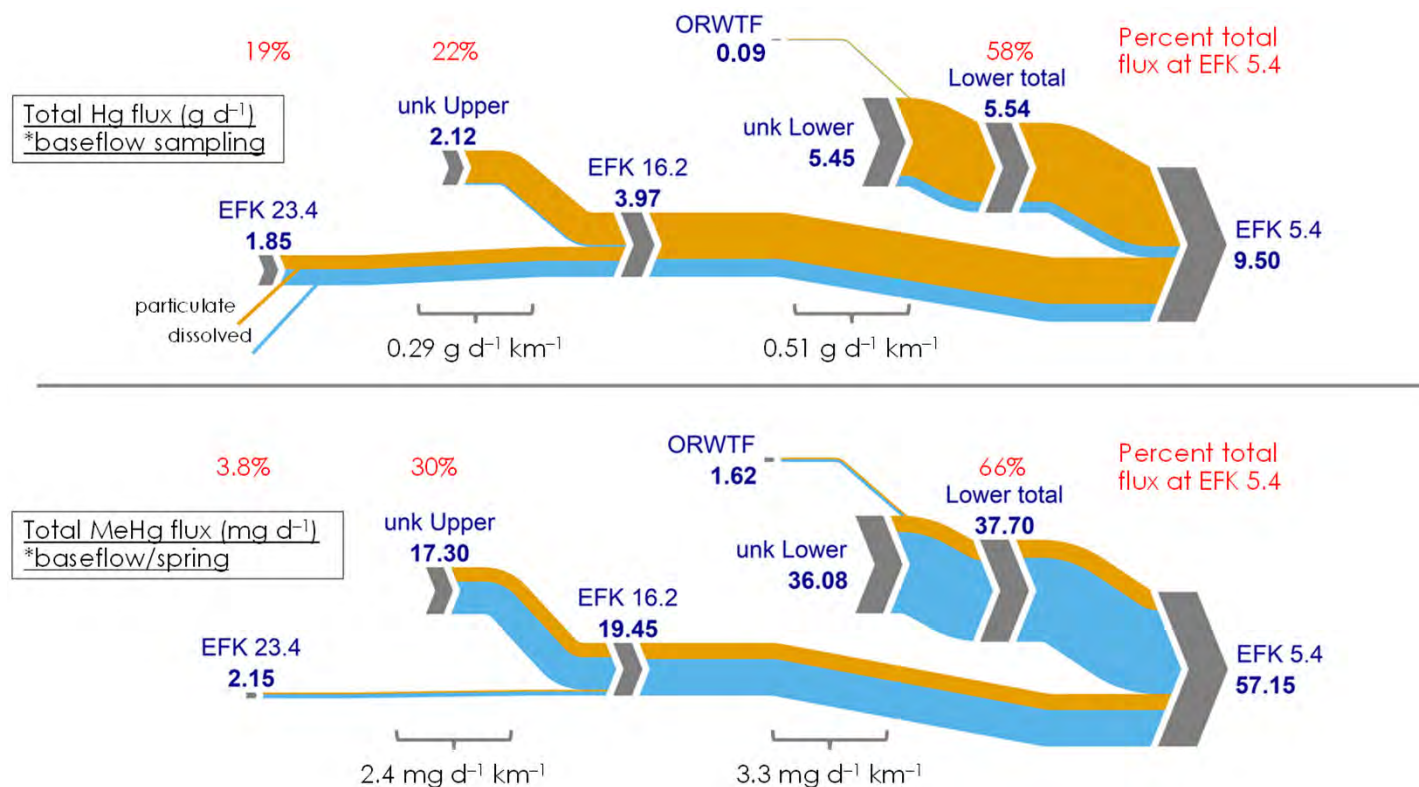 19%
22%
ORWTF
0.09
58%
Percent total
flux at EFK 5.4
Lower total
5.54
Total Hg flux (g d⁻¹)
*baseflow sampling
unk Upper
2.12
unk Lower
5.45
EFK 16.2
3.97
EFK 23.4
1.85
EFK 5.4
9.50
particulate
dissolved
0.29 g d⁻¹ km⁻¹
0.51 g d⁻¹ km⁻¹
3.8%
30%
ORWTF
1.62
66%
Percent total
flux at EFK 5.4
Lower total
37.70
Total MeHg flux (mg d⁻¹)
*baseflow/spring
unk Upper
17.30
unk Lower
36.08
EFK 16.2
19.45
EFK 23.4
2.15
EFK 5.4
57.15
2.4 mg d⁻¹ km⁻¹
3.3 mg d⁻¹ km⁻¹